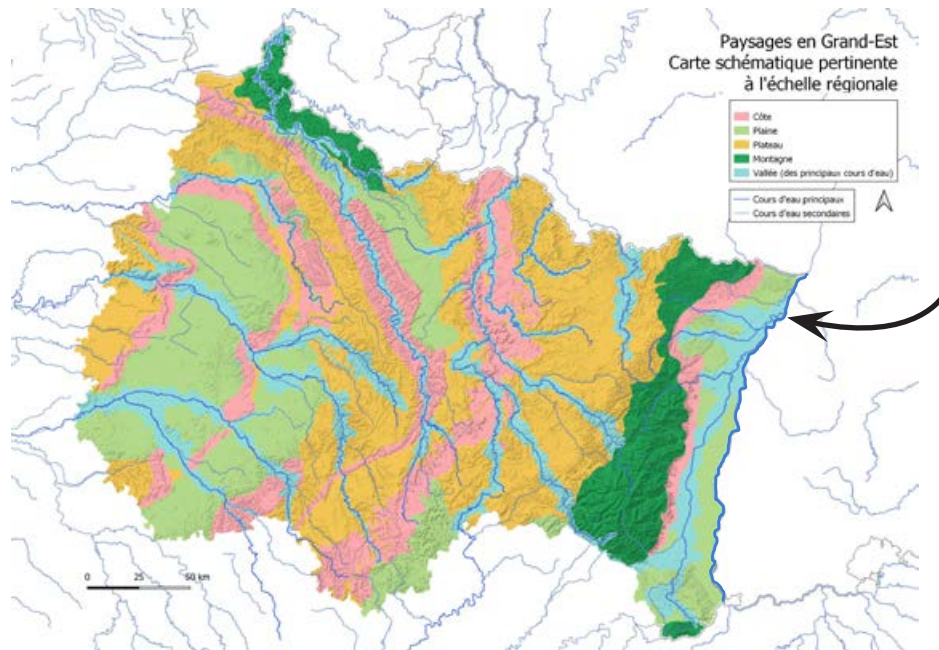 Paysages en Grand-Est
Carte schématique pertinente
à l'échelle régionale
Côte
Plaine
Plateau
Montagne
Vallée (des principaux cours d'eau)
Cours d'eau principaux
Cours d'eau secondaires
0 25 50 km